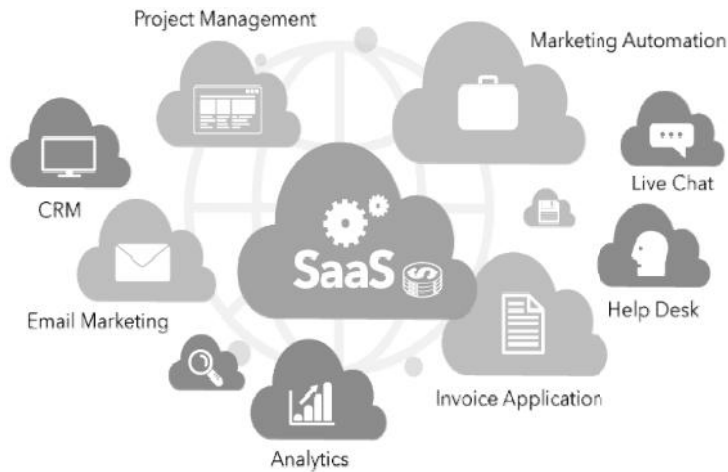 Project Management
Marketing Automation
CRM
Live Chat
SaaS
$
Email Marketing
Help Desk
Invoice Application
Analytics